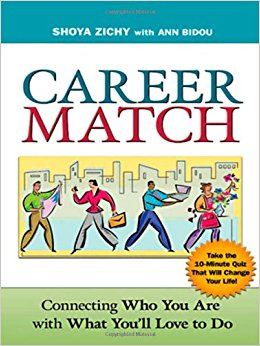 SHOYA ZICHY with ANN BIDOU
CAREER
MATCH
Take the
10-Minute Quiz
That Will Change
Your Life!
Connecting Who You Are
with What You'll Love to Do